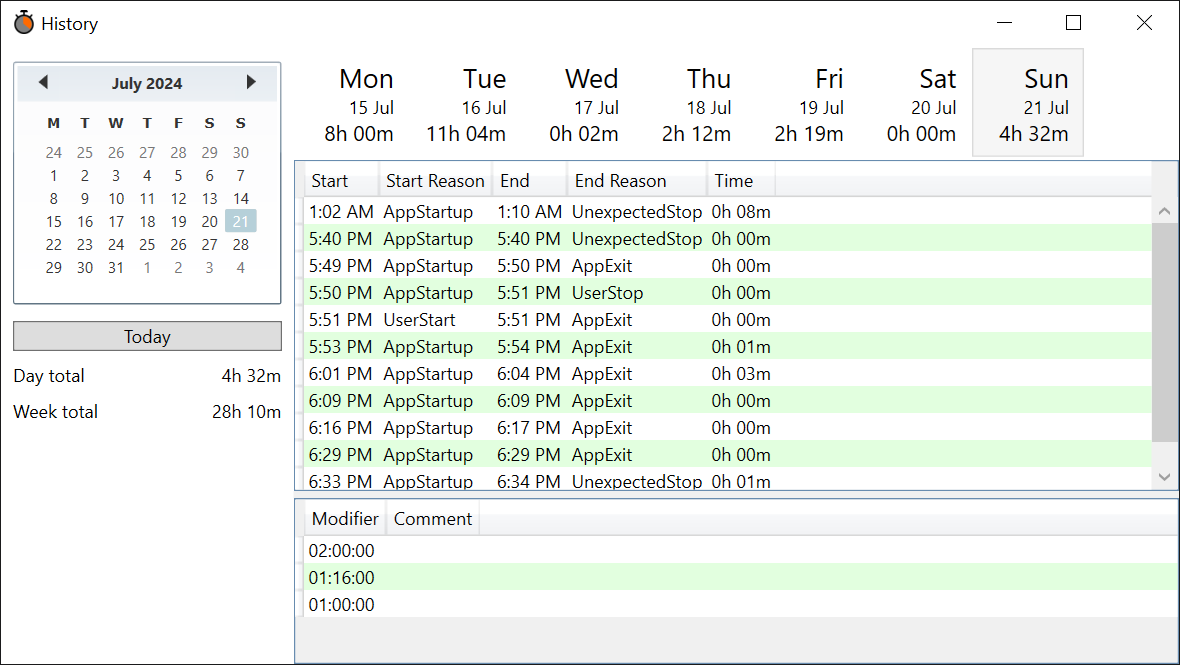 History
July 2024
M T W T F S S
24 25 26 27 28 29 30
1 2 3 4 5 6 7
8 9 10 11 12 13 14
15 16 17 18 19 20 21
22 23 24 25 26 27 28
29 30 31 1 2 3 4
Today
Day total 4h 32m
Week total 28h 10m
Mon Tue Wed Thu Fri Sat Sun
15 Jul 16 Jul 17 Jul 18 Jul 19 Jul 20 Jul 21 Jul
8h 00m 11h 04m 0h 02m 2h 12m 2h 19m 0h 00m 4h 32m
Start Start Reason End End Reason Time
1:02 AM AppStartup 1:10 AM UnexpectedStop 0h 08m
5:40 PM AppStartup 5:40 PM UnexpectedStop 0h 00m
5:49 PM AppStartup 5:50 PM AppExit 0h 00m
5:50 PM AppStartup 5:51 PM UserStop 0h 00m
5:51 PM UserStart 5:51 PM AppExit 0h 00m
5:53 PM AppStartup 5:54 PM AppExit 0h 01m
6:01 PM AppStartup 6:04 PM AppExit 0h 03m
6:09 PM AppStartup 6:09 PM AppExit 0h 00m
6:16 PM AppStartup 6:17 PM AppExit 0h 00m
6:29 PM AppStartup 6:29 PM AppExit 0h 00m
6:33 PM AppStartup 6:34 PM UnexpectedStop 0h 01m
Modifier Comment
02:00:00
01:16:00
01:00:00